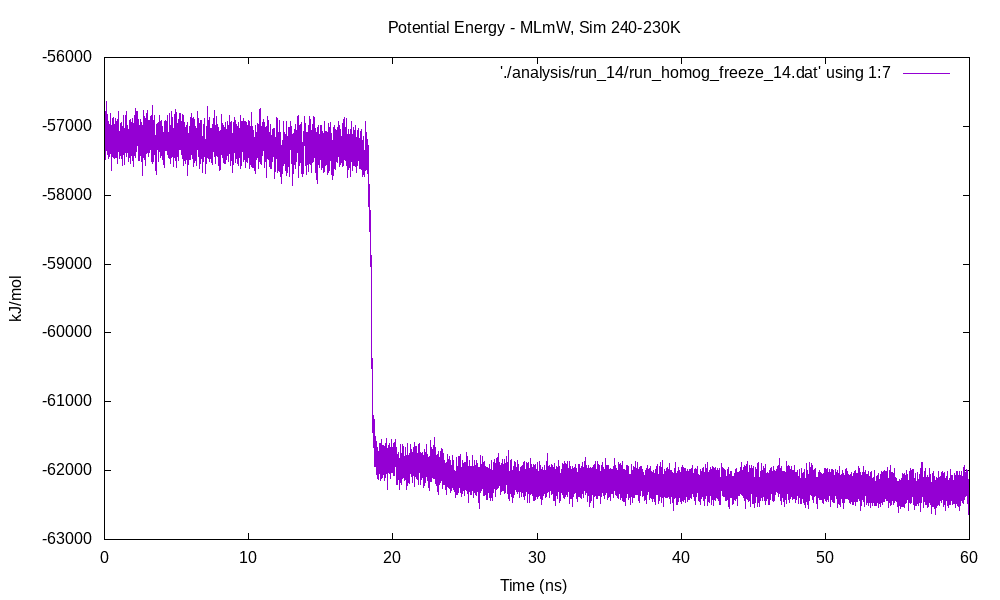 Potential Energy - MLmW, Sim 240-230K
'./analysis/run_14/run_homog_freeze_14.dat' using 1:7
-56000
-57000
-58000
-59000
-60000
-61000
-62000
-63000
kJ/mol
0 10 20 30 40 50 60
Time (ns)